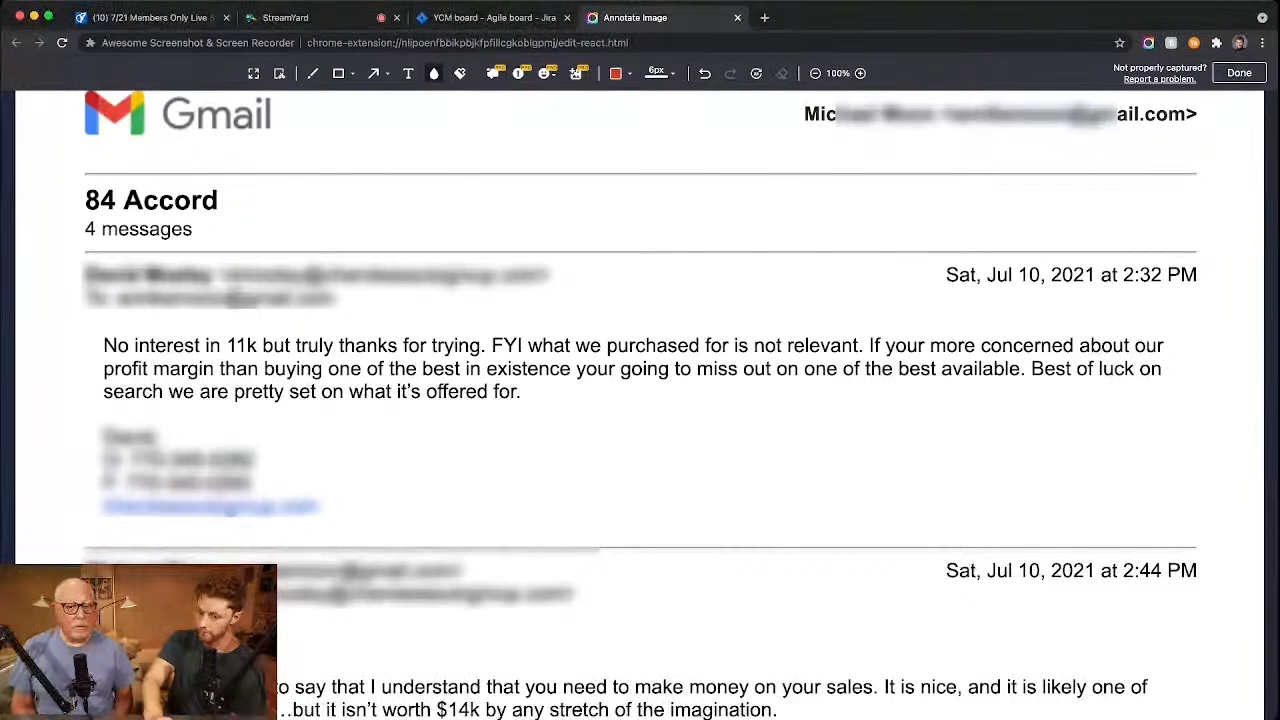 (10) 7/21 Members Only Live
StreamYard
YCM board - Agile board - Jira
Annotate Image
Awesome Screenshot & Screen Recorder
chrome-extension://nlipoenfbbikpbjkfpfillcgkoblgpmj/edit-react.html
T
6px
100%
Not properly captured?
Report a problem.
Done
Gmail
Mic
ail.com>
84 Accord
4 messages
Sat, Jul 10, 2021 at 2:32 PM
No interest in 11k but truly thanks for trying. FYI what we purchased for is not relevant. If your more concerned about our
profit margin than buying one of the best in existence your going to miss out on one of the best available. Best of luck on
search we are pretty set on what it's offered for.
Sat, Jul 10, 2021 at 2:44 PM
to say that I understand that you need to make money on your sales. It is nice, and it is likely one of
…but it isn't worth $14k by any stretch of the imagination.